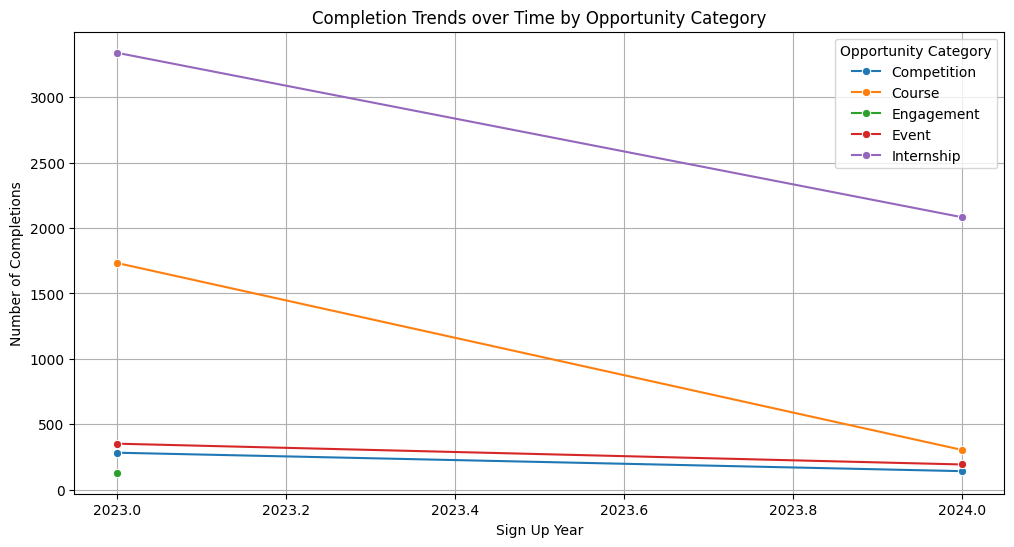 Completion Trends over Time by Opportunity Category
Opportunity Category
Competition
Course
Engagement
Event
Internship
Number of Completions
3000
2500
2000
1500
1000
500
0
2023.0 2023.2 2023.4 2023.6 2023.8 2024.0
Sign Up Year